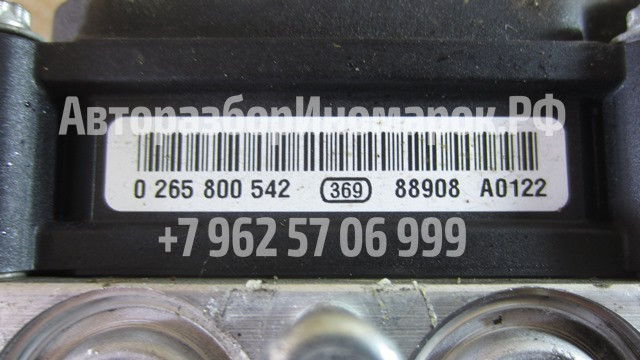 АвторазборИномарок.РФ
0 265 800 542 369 88908 A0122
+7 962 57 06 999